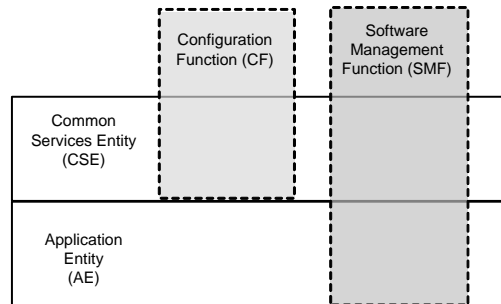 Configuration
Function (CF)
Software
Management
Function (SMF)
Common
Services Entity
(CSE)
Application
Entity
(AE)